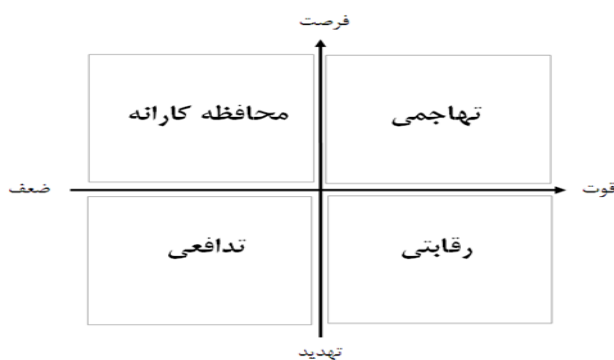 فرصت
تهاجمی
محافظه کارانه
قوت
ضعف
رقابتی
تدافعی
تهدید